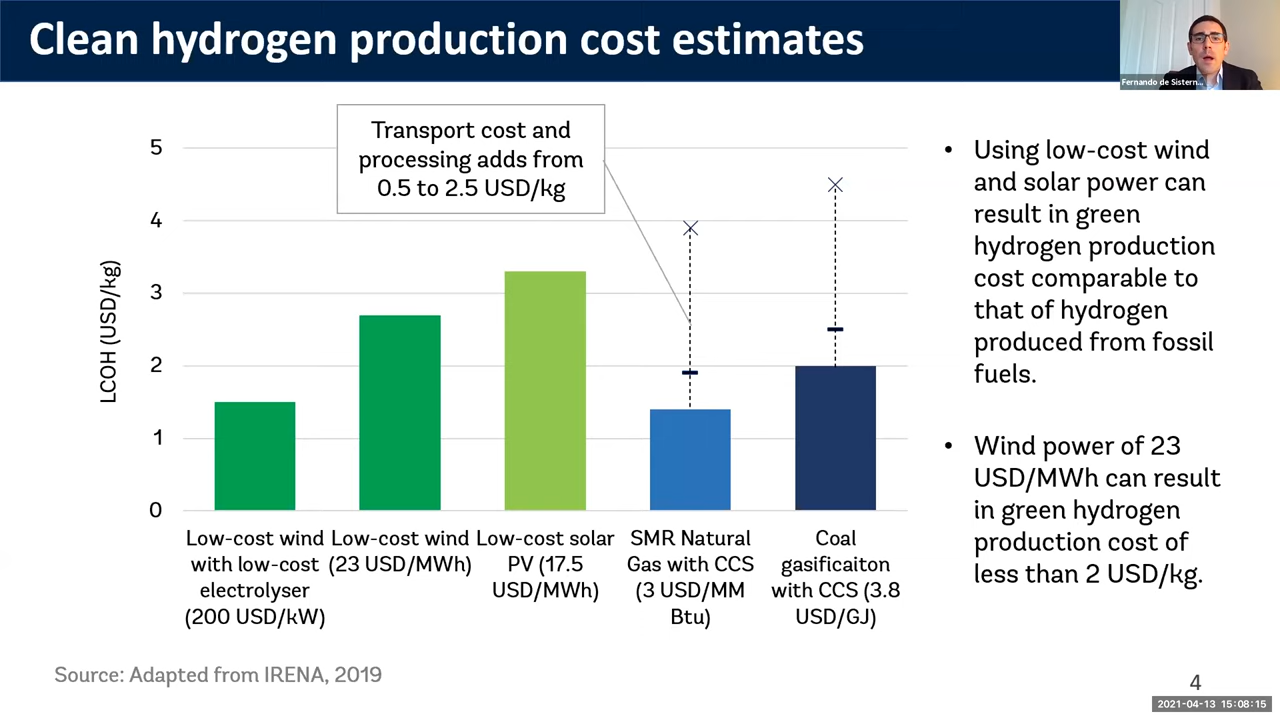 Clean hydrogen production cost estimates
Fernando de Sistern...
Transport cost and
processing adds from
0.5 to 2.5 USD/kg
LCOH (USD/kg)
5
4
3
2
1
0
Low-cost wind
with low-cost
electrolyser
(200 USD/kW)
Low-cost wind
(23 USD/MWh)
Low-cost solar
PV (17.5
USD/MWh)
SMR Natural
Gas with CCS
(3 USD/MM
Btu)
Coal
gasificaiton
with CCS (3.8
USD/GJ)
• Using low-cost wind
and solar power can
result in green
hydrogen production
cost comparable to
that of hydrogen
produced from fossil
fuels.
• Wind power of 23
USD/MWh can result
in green hydrogen
production cost of
less than 2 USD/kg.
Source: Adapted from IRENA, 2019
4
2021-04-13 15:08:15